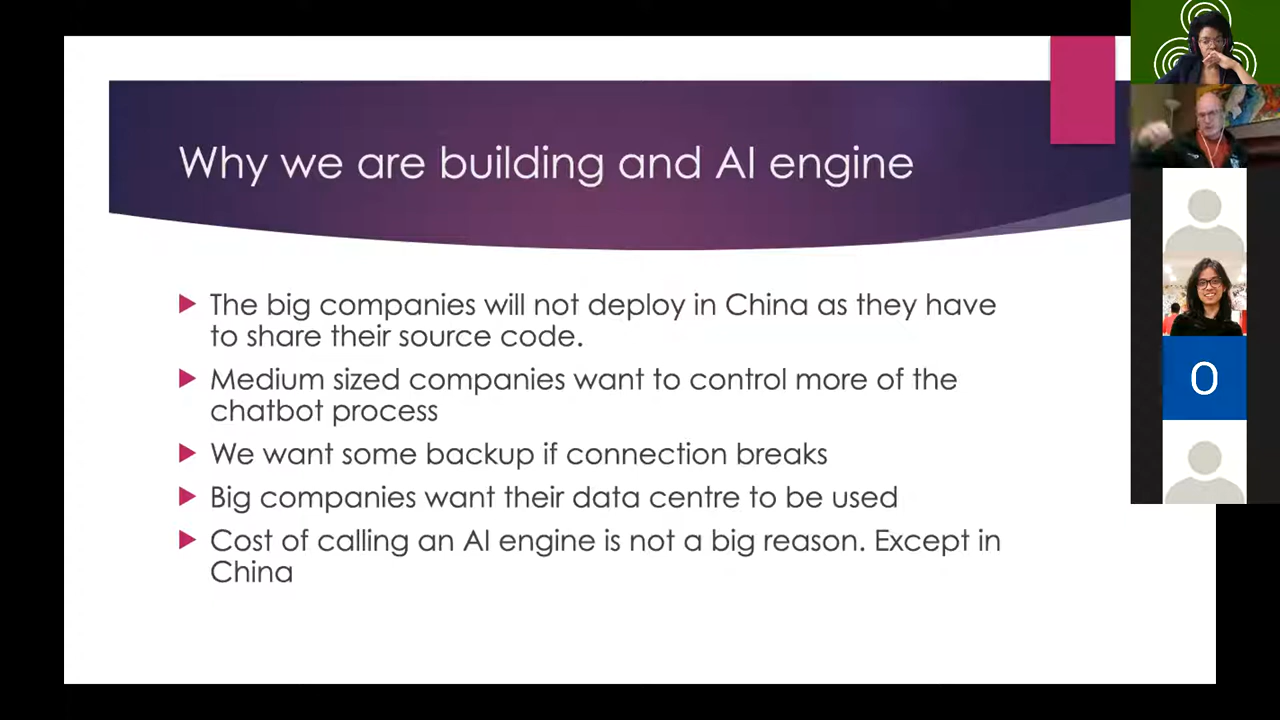 Why we are building and AI engine
The big companies will not deploy in China as they have
to share their source code.
Medium sized companies want to control more of the
chatbot process
We want some backup if connection breaks
Big companies want their data centre to be used
Cost of calling an AI engine is not a big reason. Except in
China
O